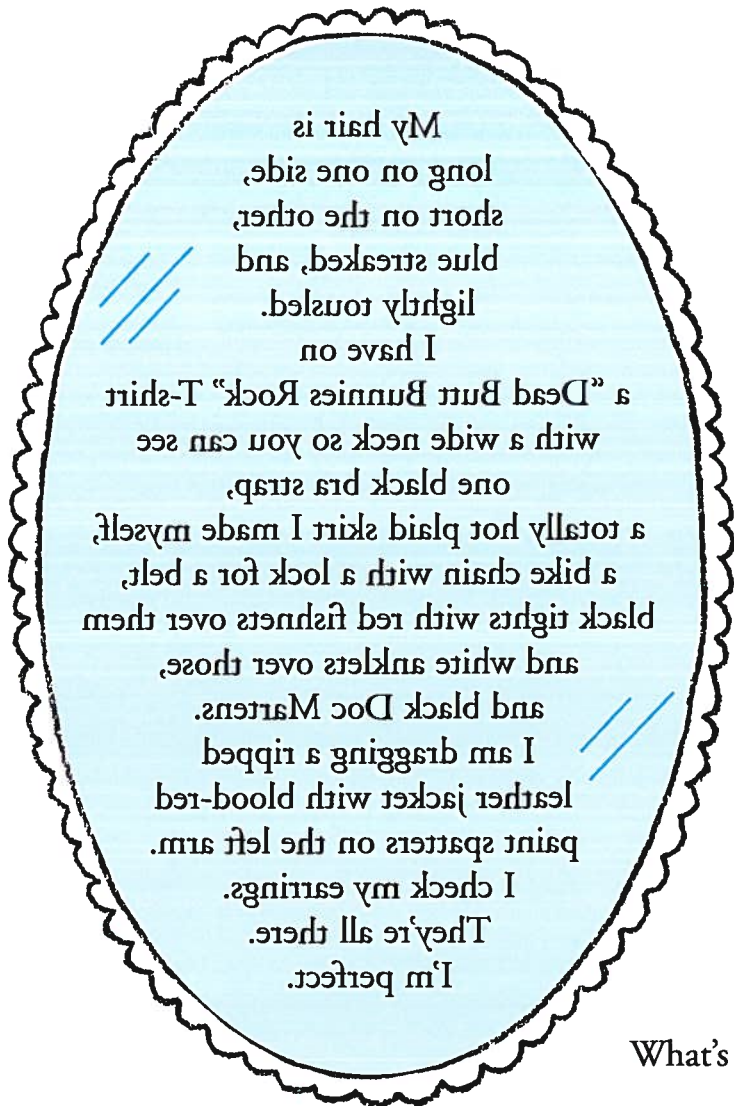 My hair is
long on one side,
short on the other,
blue streaked, and
lightly tousled.
I have on
a “Dead Butt Bunnies Rock” T-shirt
with a wide neck so you can see
one black bra strap,
a totally hot plaid skirt I made myself,
a bike chain with a lock for a belt,
black tights with red fishnets over them
and white anklets over those,
and black Doc Martens.
I am dragging a ripped
leather jacket with blood-red
paint spatters on the left arm.
I check my earrings.
They’re all there.
I’m perfect.
What’s